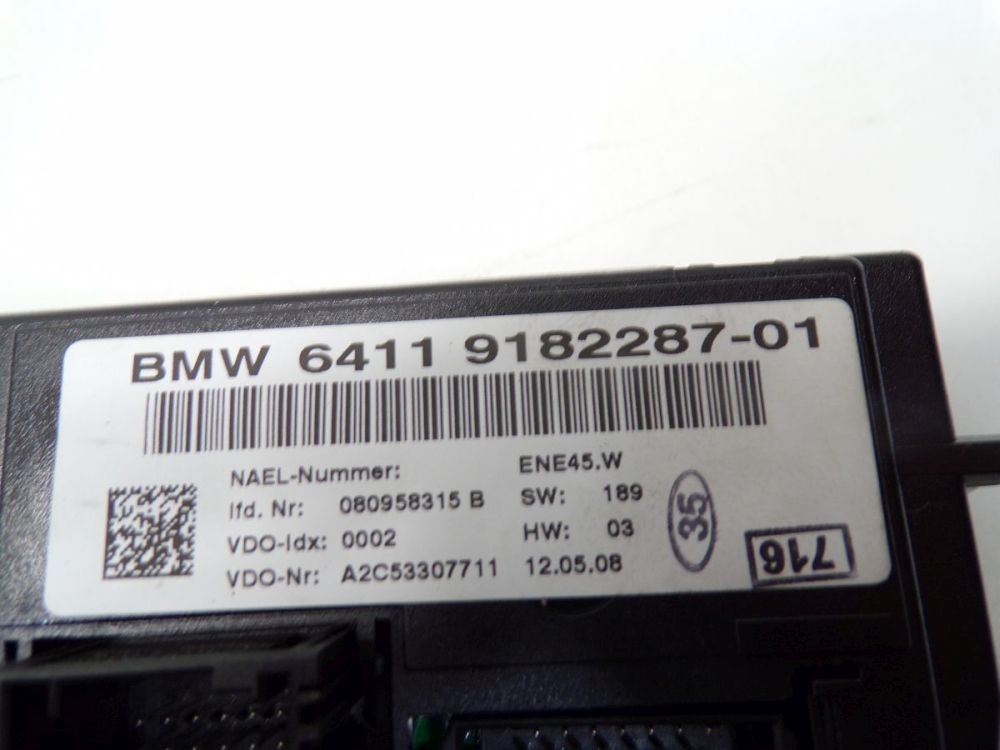 BMW 6411 9182287-01
NAEL-Nummer: ENE45.W
lfd. Nr: 080958315 B SW: 189
VDO-Idx: 0002 HW: 03
VDO-Nr: A2C53307711 12.05.08
35
716